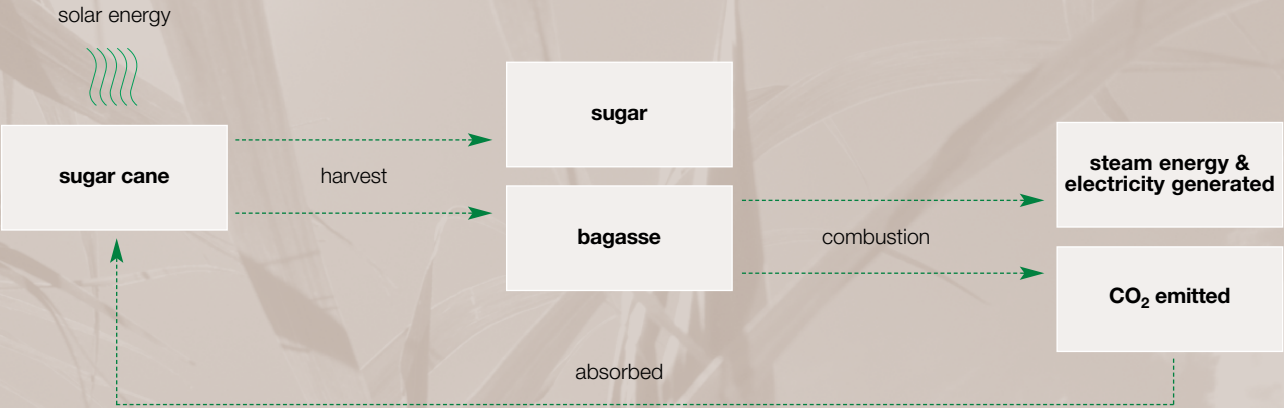 solar energy
sugar cane
harvest
sugar
bagasse
combustion
steam energy &
electricity generated
CO₂ emitted
absorbed